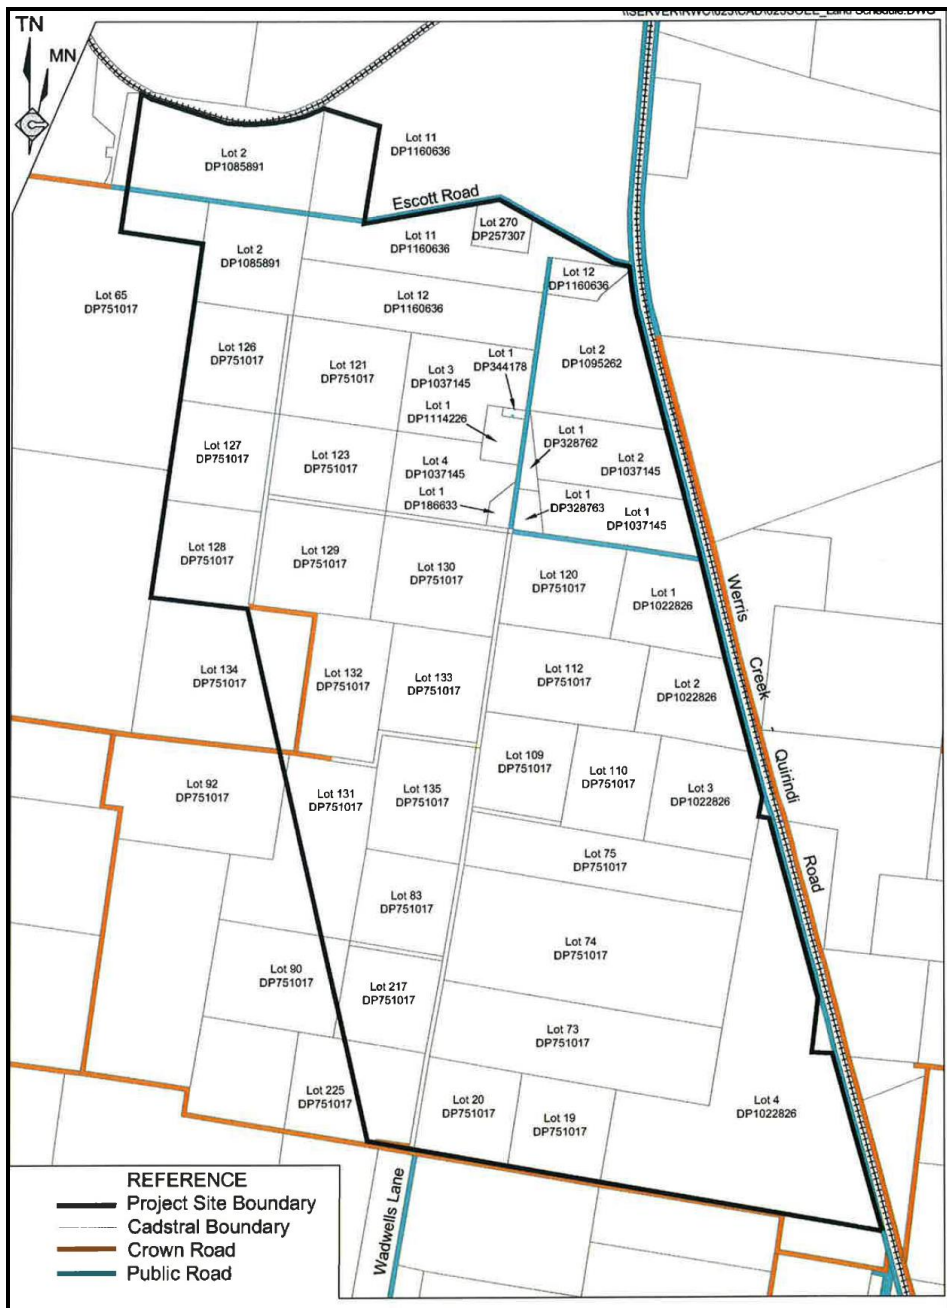 TN
MN
Lot 11
DP1160636
Lot 2
DP1085891
Escott Road
Lot 270
DP257307
Lot 11
DP1160636
Lot 2
DP1085891
Lot 12
DP1160636
Lot 65
DP751017
Lot 12
DP1160636
Lot 126
DP751017
Lot 121
DP751017
Lot 3
DP1037145
Lot 1
DP344178
Lot 2
DP1095262
Lot 1
DP1114226
Lot 1
DP328762
Lot 127
DP751017
Lot 123
DP751017
Lot 4
DP1037145
Lot 2
DP1037145
Lot 1
DP186633
Lot 1
DP328763
Lot 1
DP1037145
Lot 128
DP751017
Lot 129
DP751017
Lot 130
DP751017
Lot 120
DP751017
Lot 1
DP1022826
Werris
Creek
-
Quirindi
Road
Lot 134
DP751017
Lot 132
DP751017
Lot 133
DP751017
Lot 112
DP751017
Lot 2
DP1022826
Lot 92
DP751017
Lot 131
DP751017
Lot 135
DP751017
Lot 109
DP751017
Lot 110
DP751017
Lot 3
DP1022826
Lot 75
DP751017
Lot 83
DP751017
Lot 74
DP751017
Lot 90
DP751017
Lot 217
DP751017
Lot 73
DP751017
Lot 225
DP751017
Lot 20
DP751017
Lot 19
DP751017
Lot 4
DP1022826
Wadwells Lane
REFERENCE
Project Site Boundary
Cadstral Boundary
Crown Road
Public Road